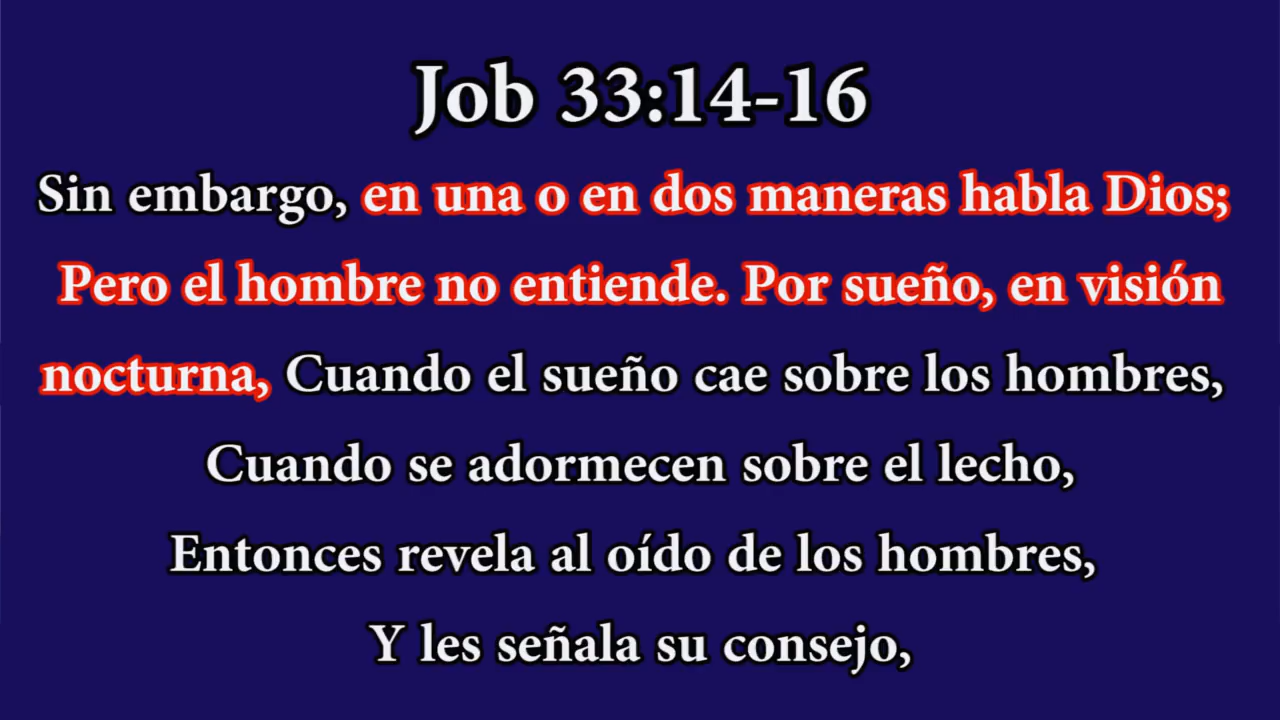 Job 33:14-16
Sin embargo, en una o en dos maneras habla Dios;
Pero el hombre no entiende. Por sueño, en visión
nocturna, Cuando el sueño cae sobre los hombres,
Cuando se adormecen sobre el lecho,
Entonces revela al oído de los hombres,
Y les señala su consejo,